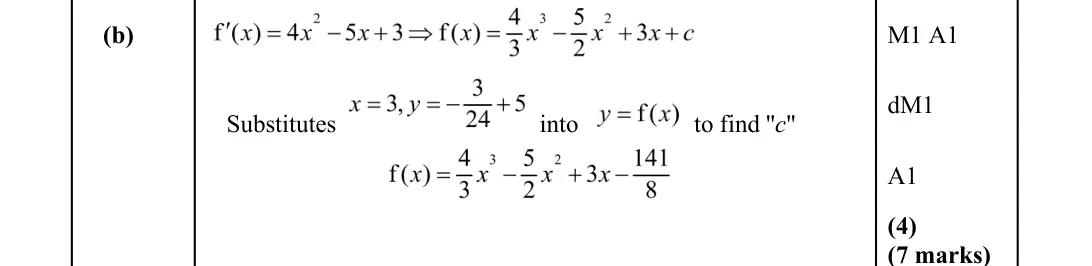 (b) f′(x) = 4x² − 5x + 3 ⇒ f(x) = 4/3 x³ − 5/2 x² + 3x + c M1 A1
Substitutes x = 3, y = −3/24 + 5 into y = f(x) to find "c" dM1
f(x) = 4/3 x³ − 5/2 x² + 3x − 141/8 A1
(4)
(7 marks)